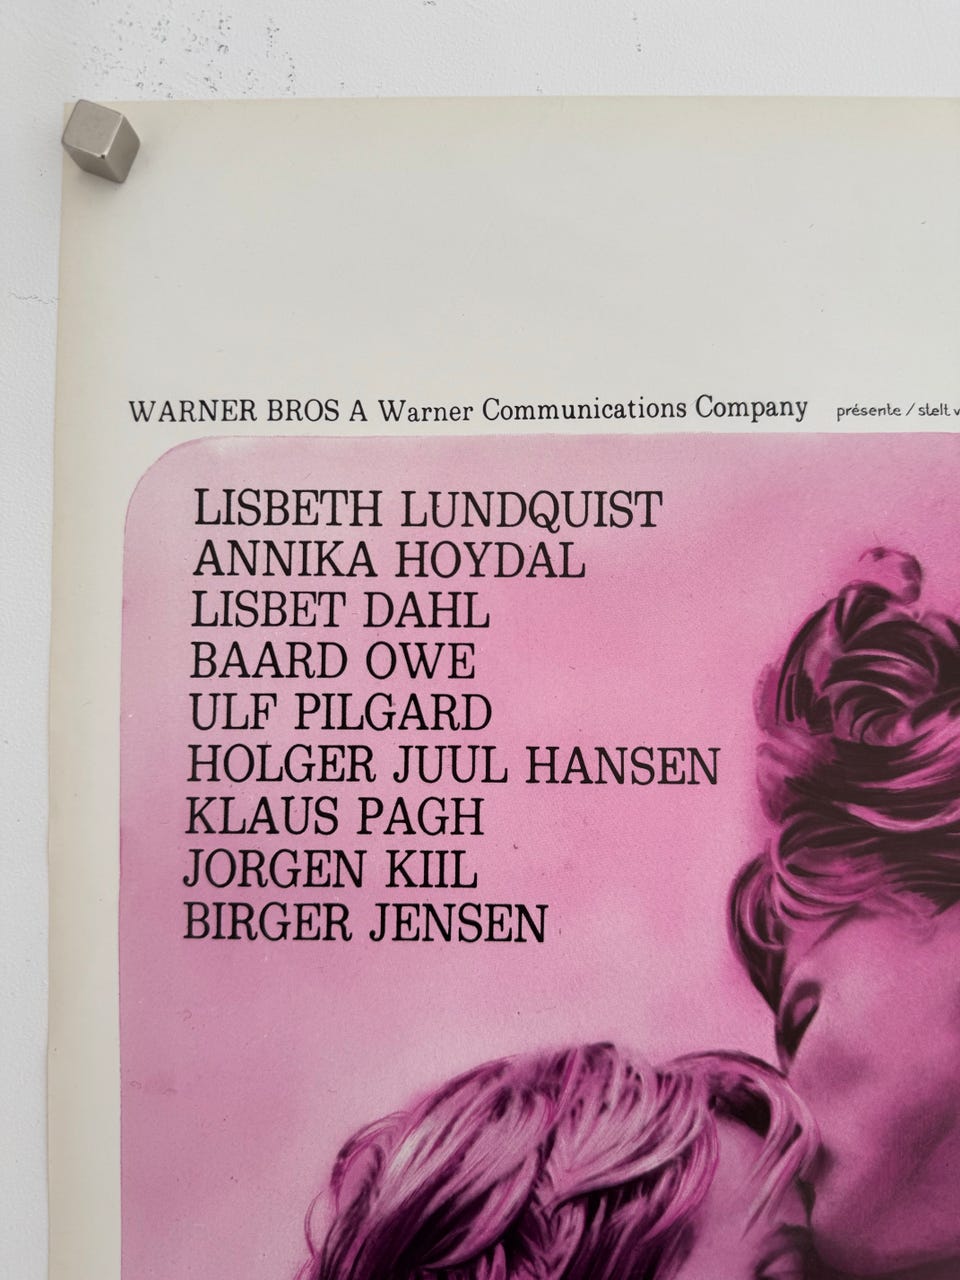 WARNER BROS A Warner Communications Company présente / stelt
LISBETH LUNDQUIST
ANNIKA HOYDAL
LISBET DAHL
BAARD OWE
ULF PILGARD
HOLGER JUUL HANSEN
KLAUS PAGH
JORGEN KIIL
BIRGER JENSEN